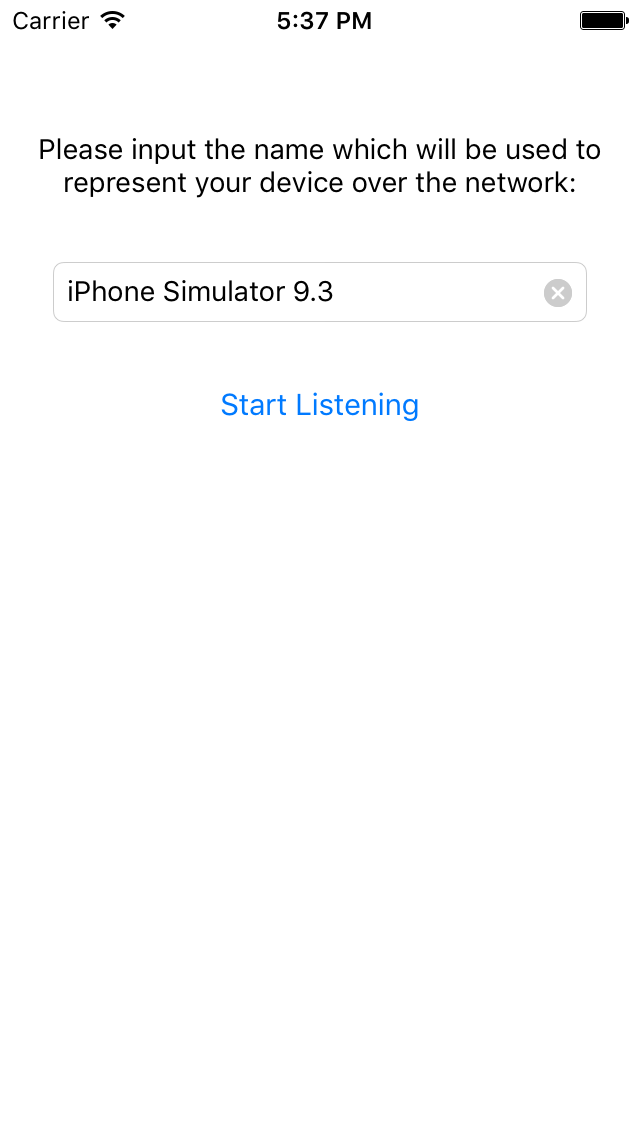 Carrier 5:37 PM
Please input the name which will be used to
represent your device over the network:
iPhone Simulator 9.3
Start Listening